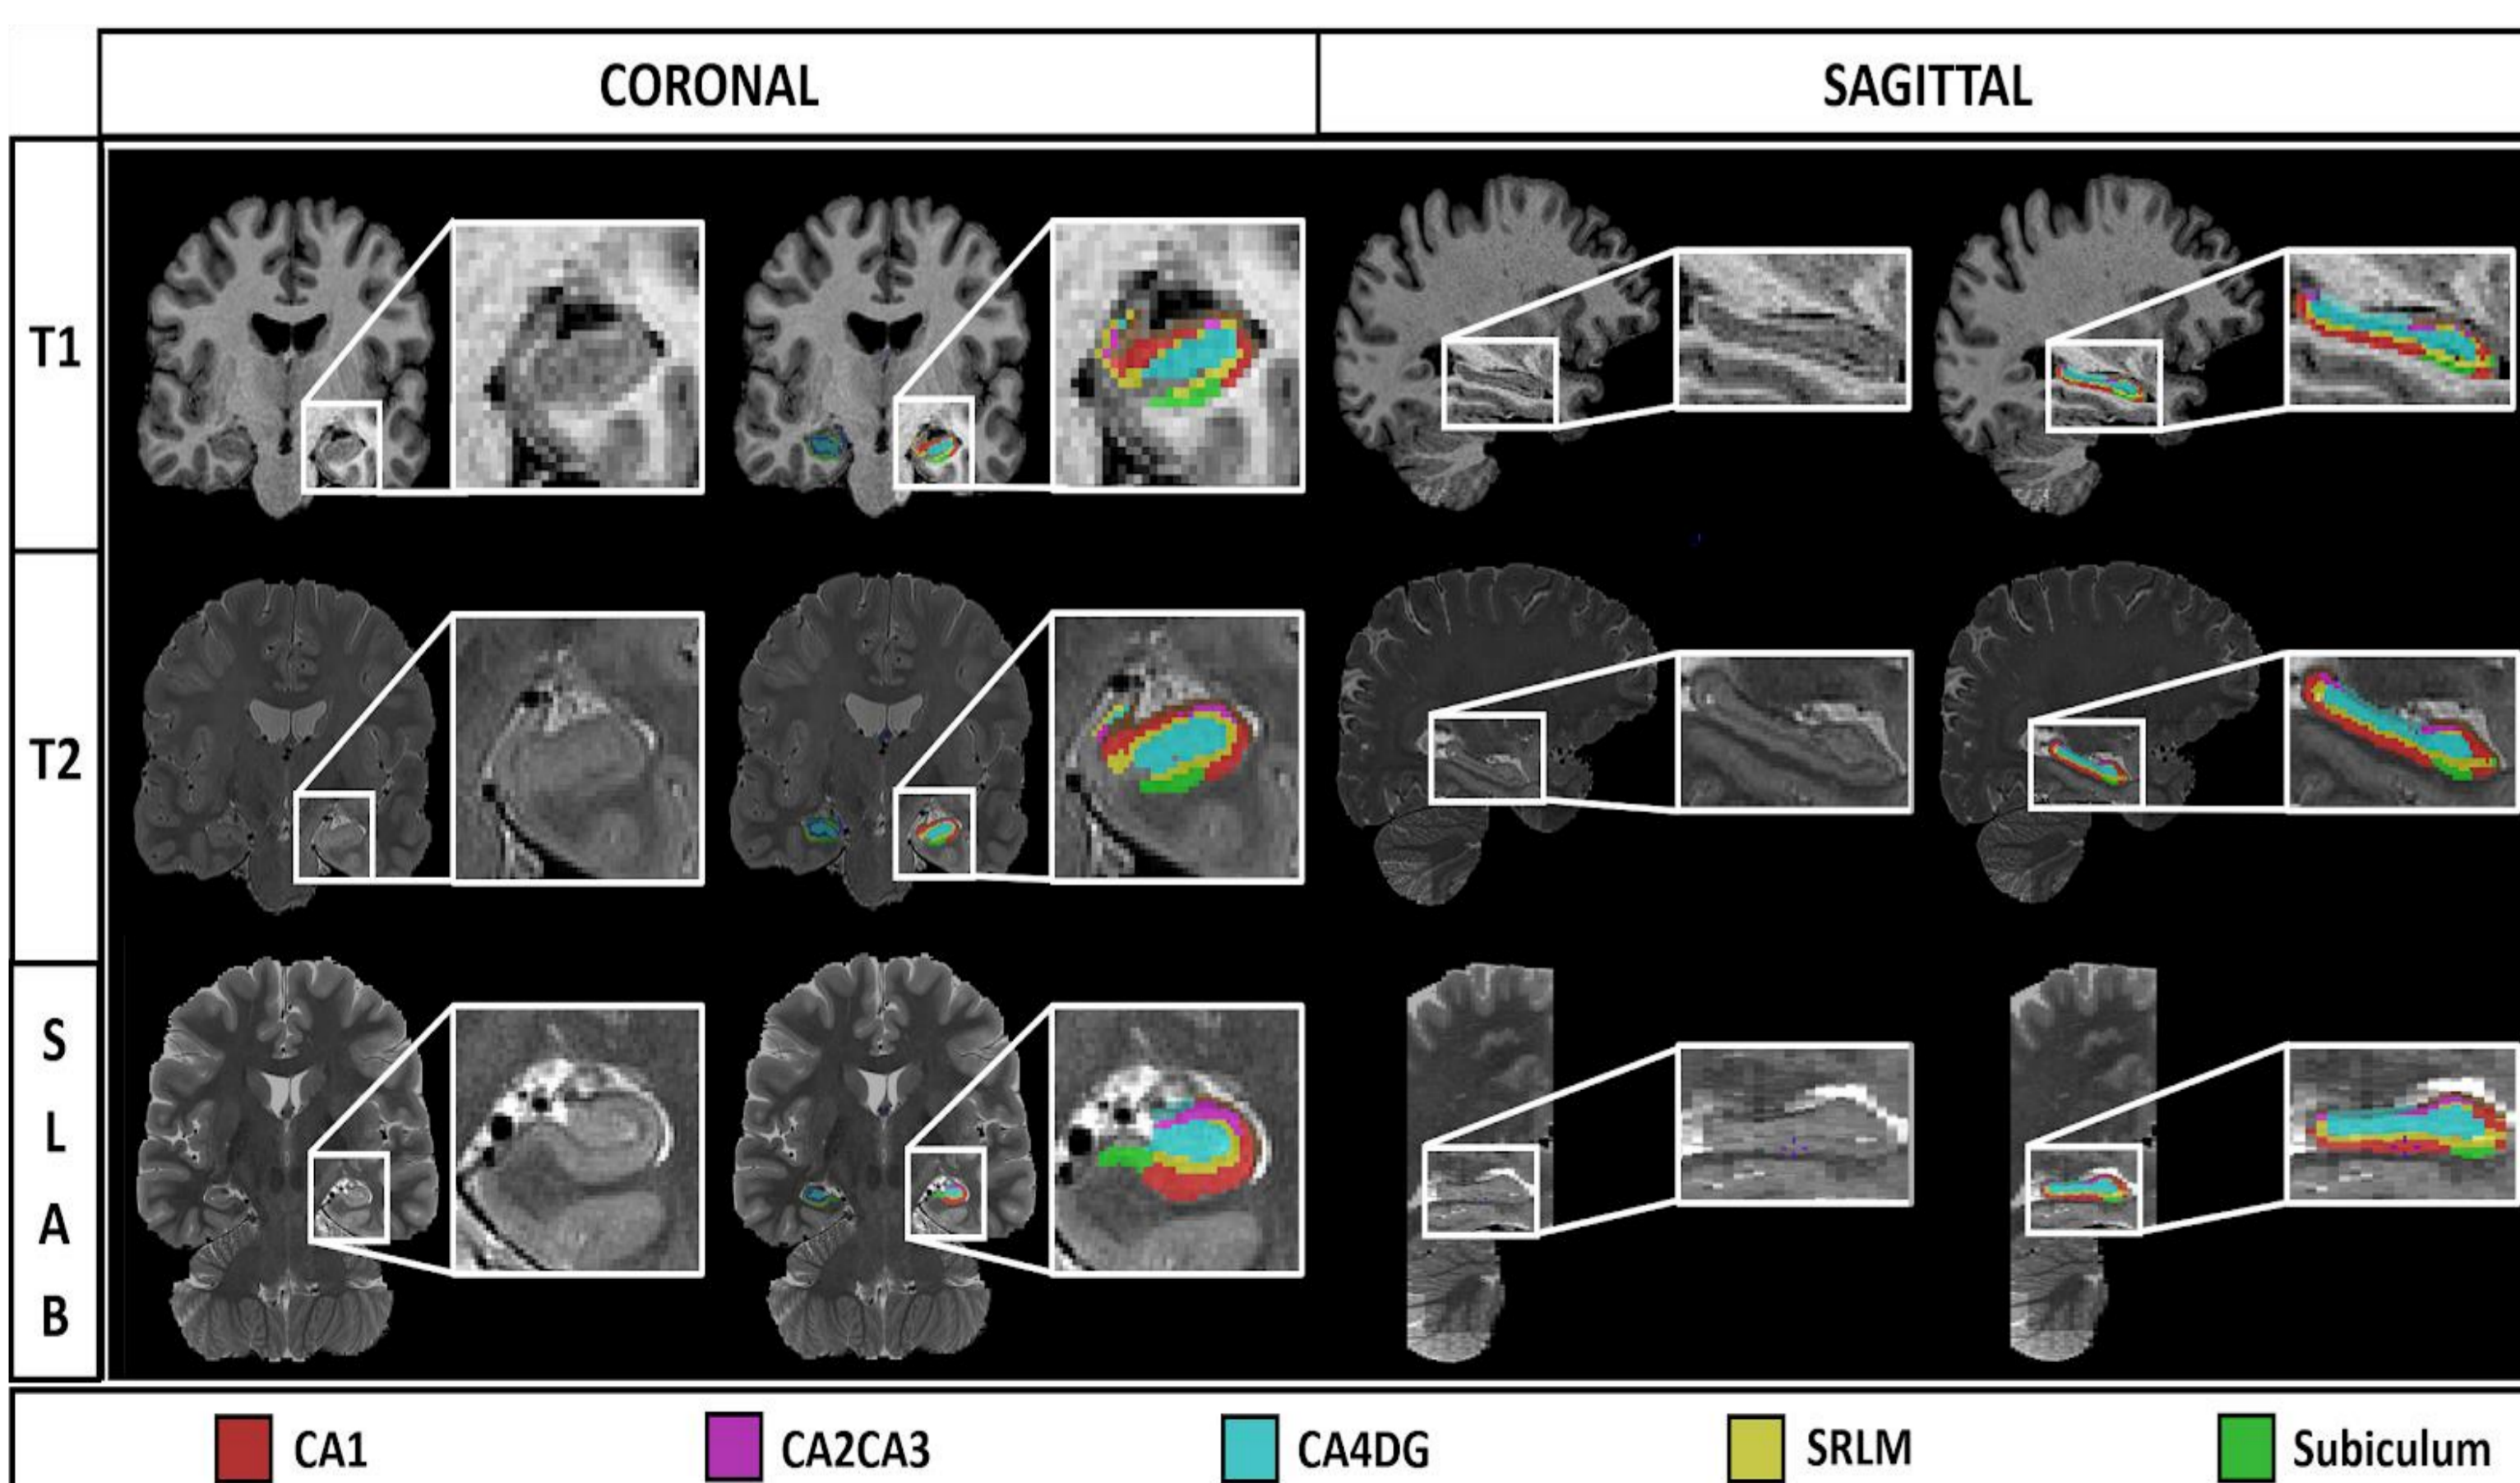 CORONAL
SAGITTAL
T1
T2
S
L
A
B
CA1
CA2CA3
CA4DG
SRLM
Subiculum